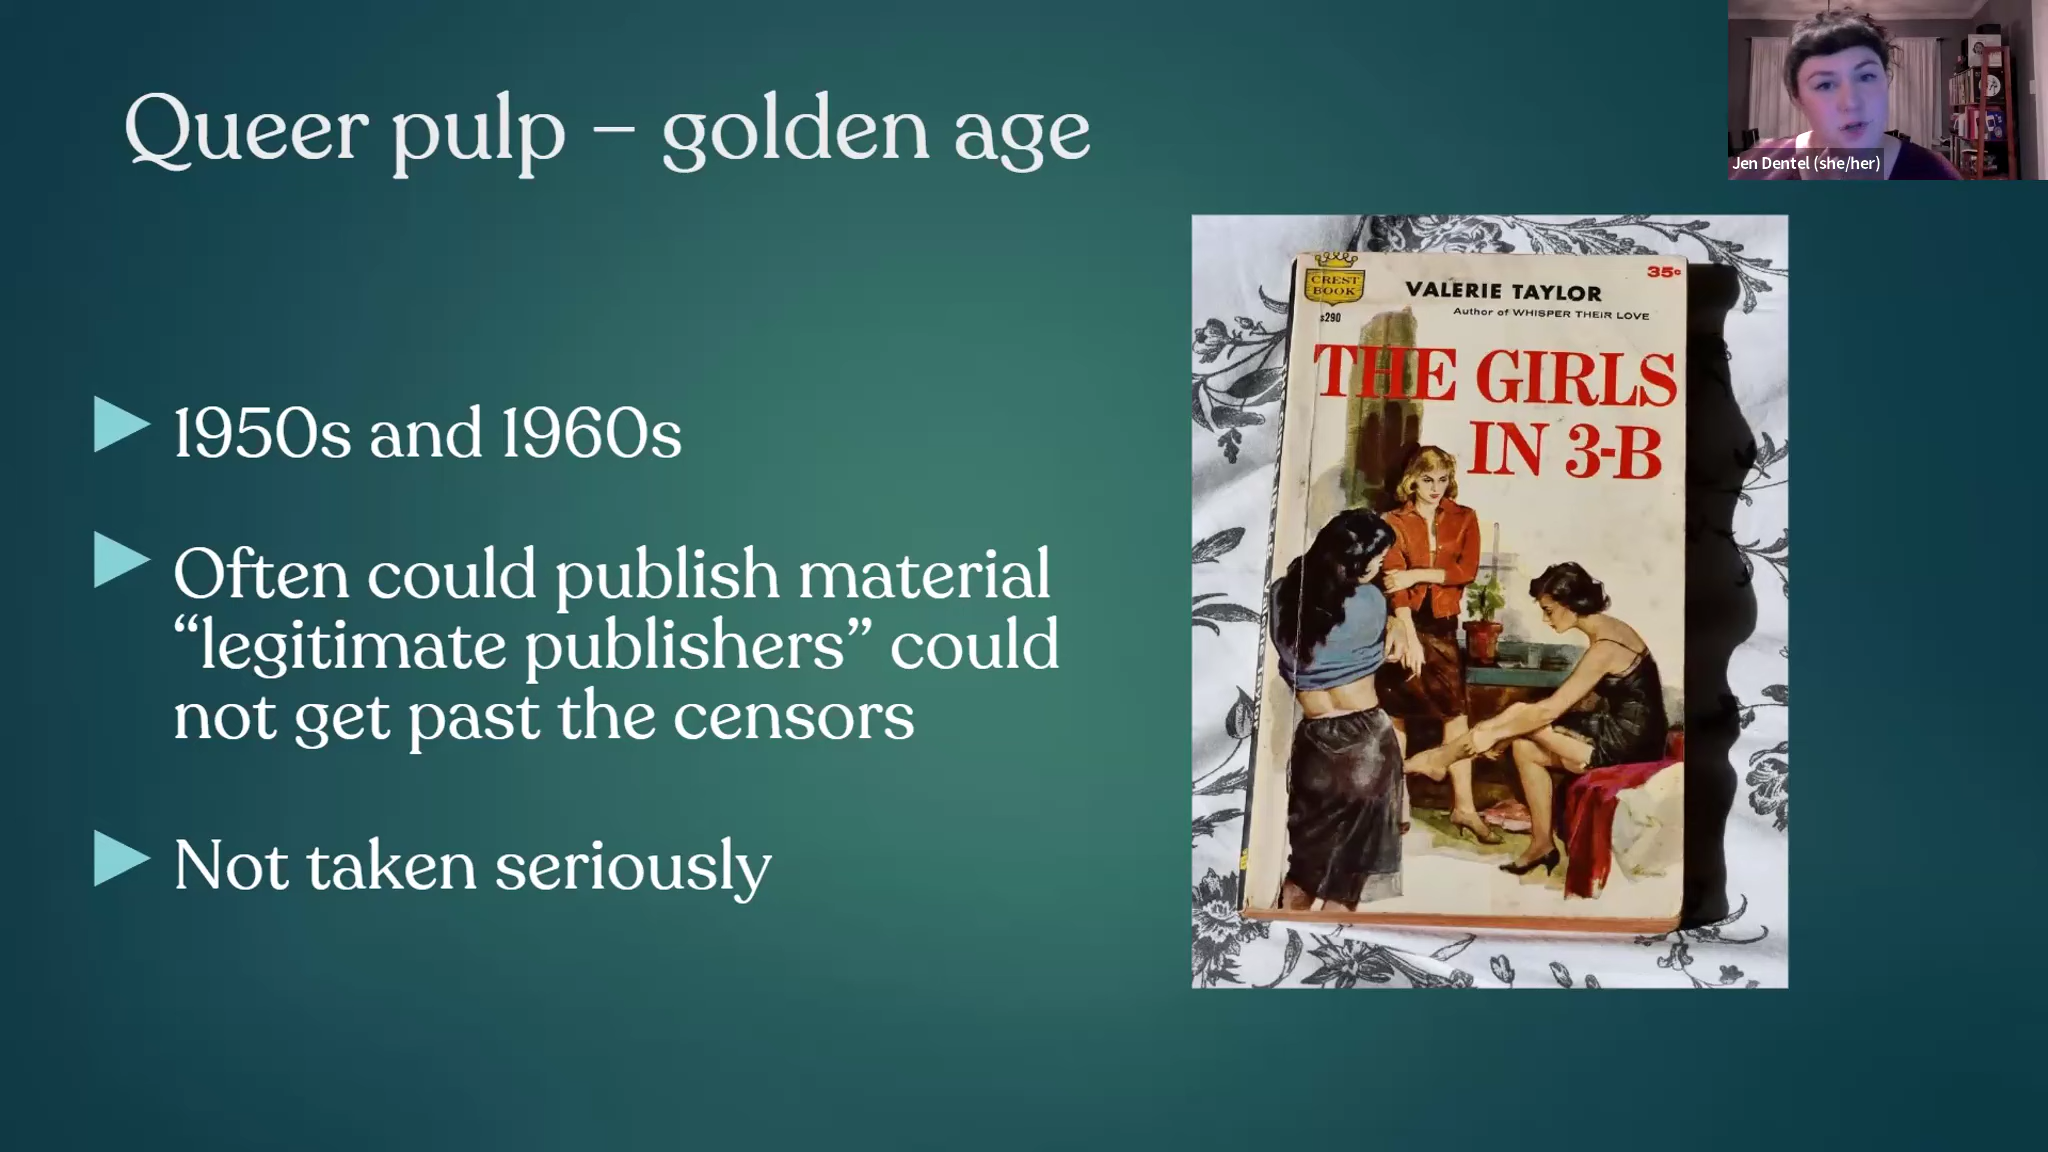 Queer pulp – golden age
Jen Dentel (she/her)
1950s and 1960s
Often could publish material
“legitimate publishers” could
not get past the censors
Not taken seriously
CREST
BOOK
s290
35¢
VALERIE TAYLOR
Author of WHISPER THEIR LOVE
THE GIRLS
IN 3-B